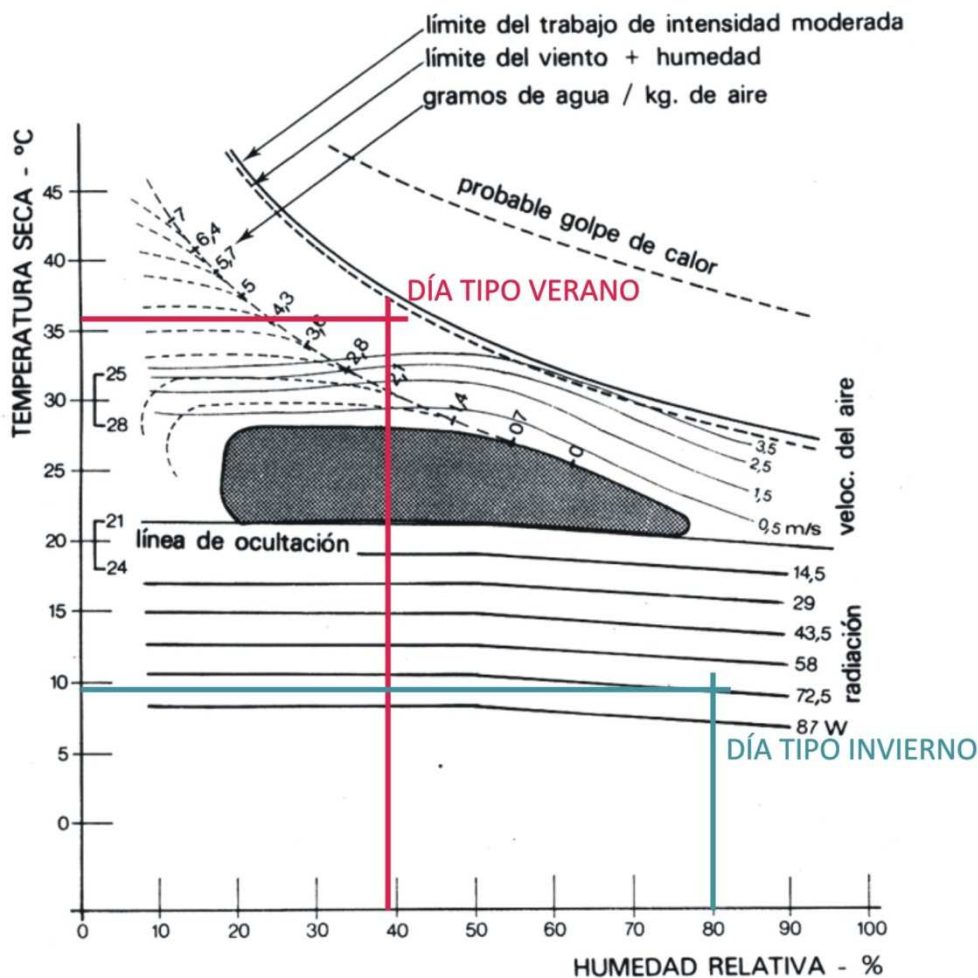 límite del trabajo de intensidad moderada
límite del viento + humedad
gramos de agua / kg. de aire
TEMPERATURA SECA - ºC
45
40
35
30
25
20
15
10
5
0
25
28
21
24
7
6,4
5,7
5
4,3
3,6
2,8
2,1
1,4
0,7
0
probable golpe de calor
DÍA TIPO VERANO
3,5
2,5
1,5
0,5 m/s
veloc. del aire
línea de ocultación
14,5
29
43,5
58
72,5
87 W
radiación
DÍA TIPO INVIERNO
0 10 20 30 40 50 60 70 80 90 100
HUMEDAD RELATIVA - %